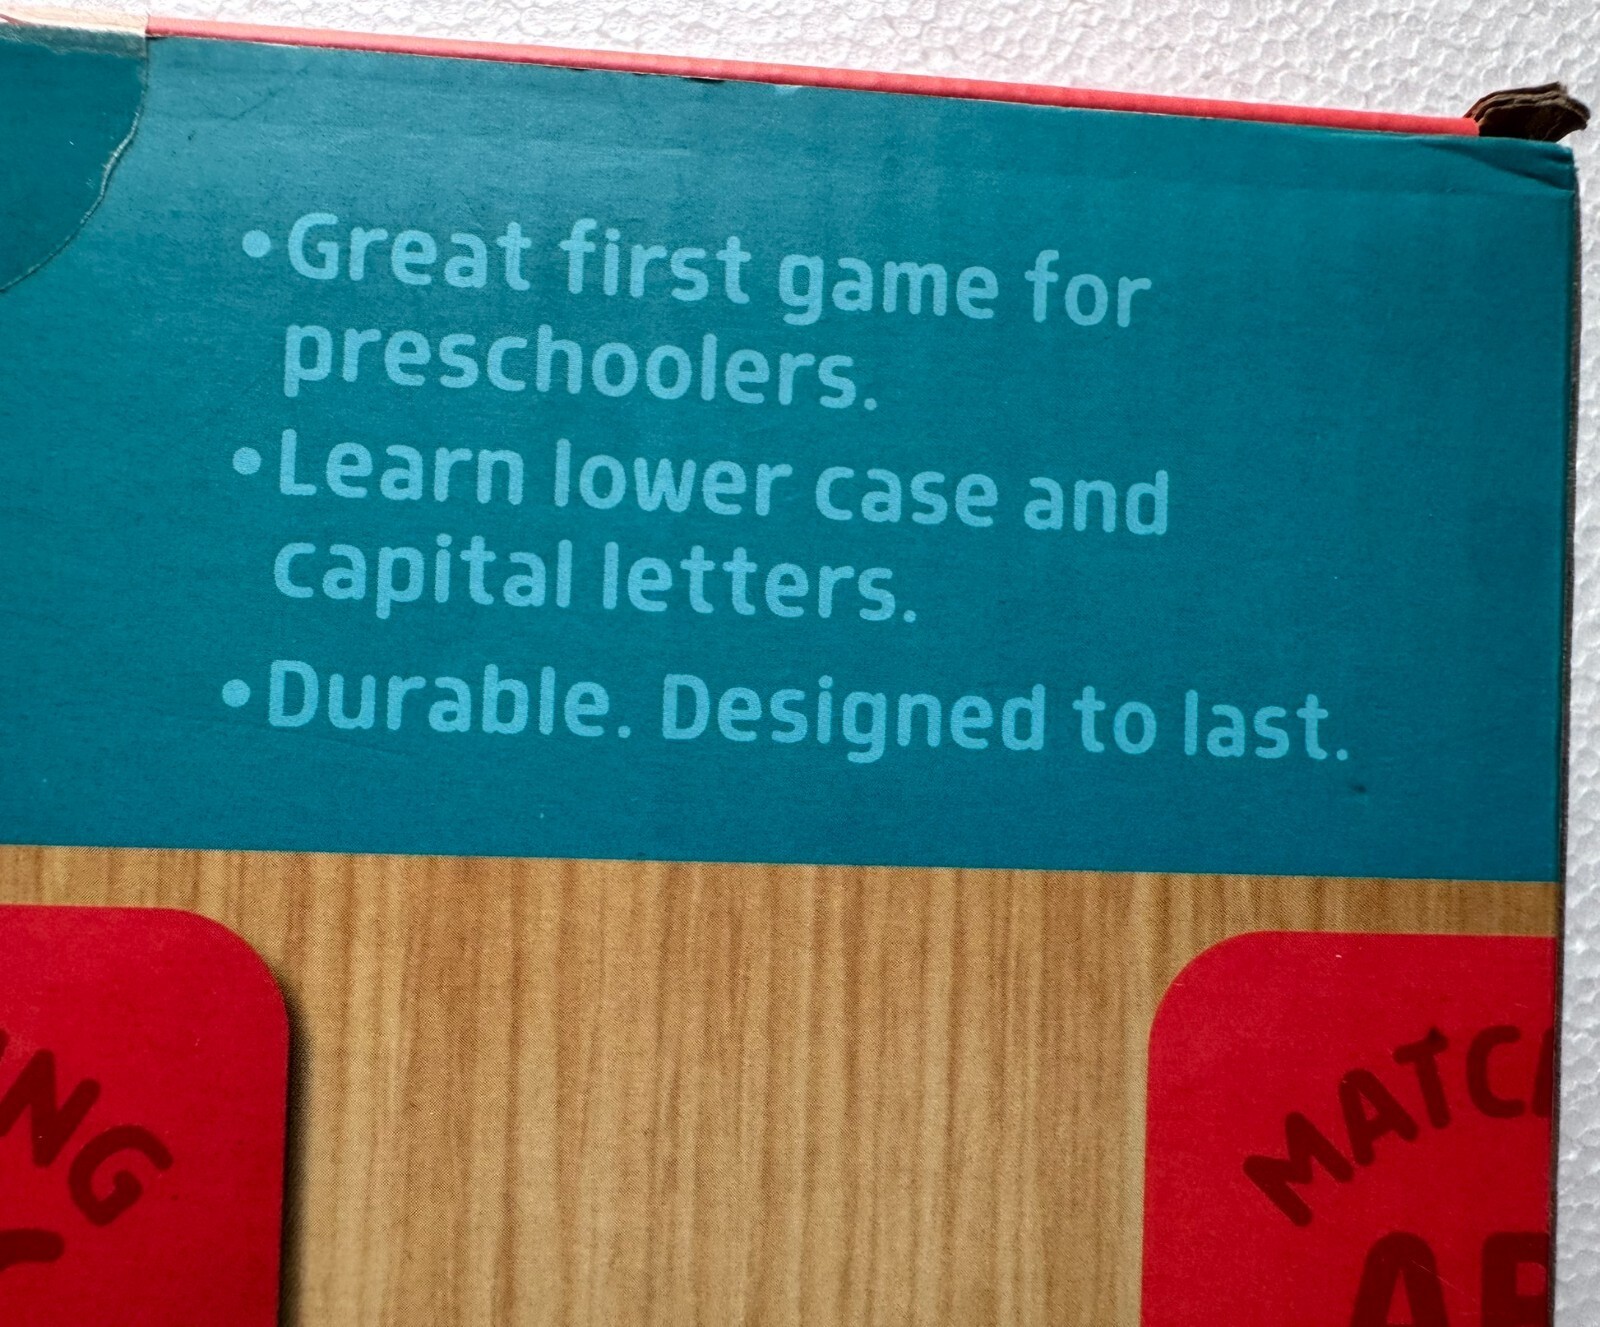 •Great first game for
preschoolers.
•Learn lower case and
capital letters.
•Durable. Designed to last.